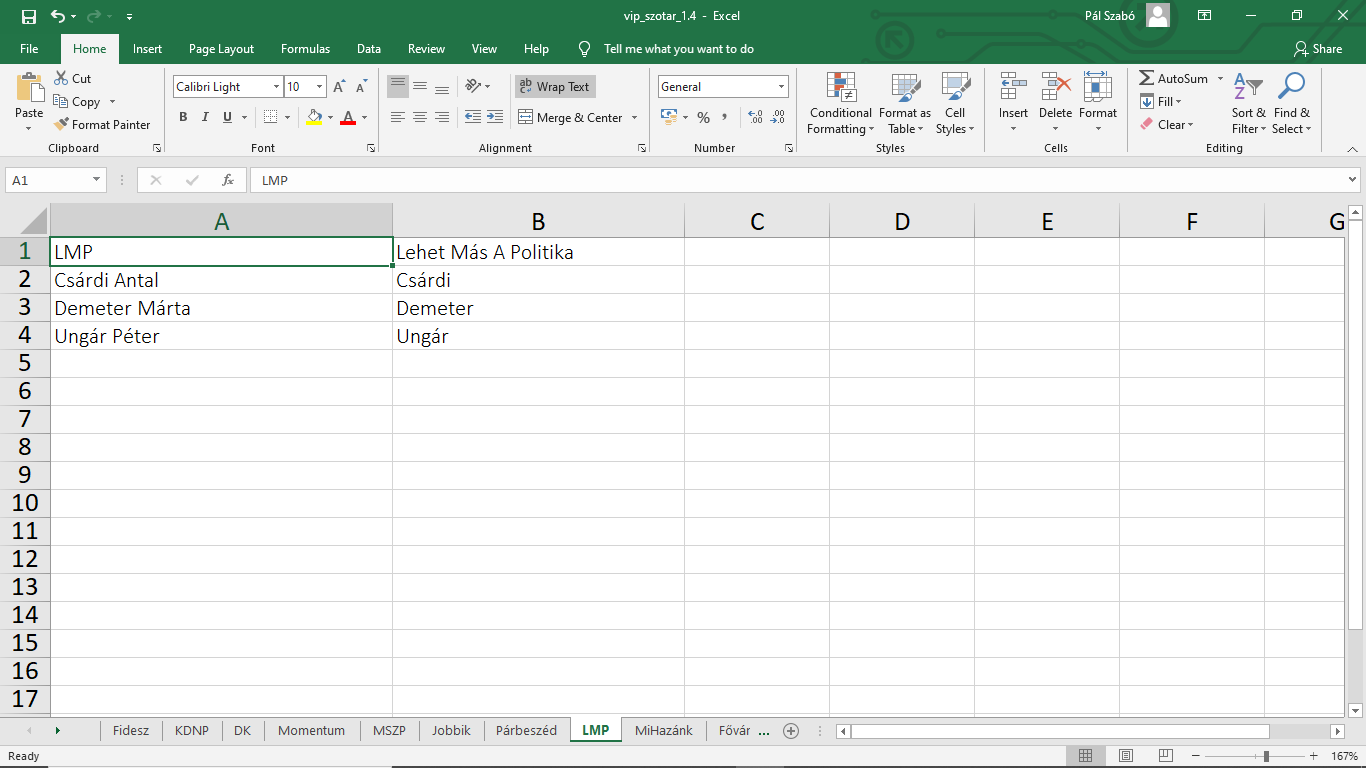 vip_szotar_1.4 - Excel
Pál Szabó
File Home Insert Page Layout Formulas Data Review View Help Tell me what you want to do Share
Paste
Cut
Copy
Format Painter
Clipboard
Calibri Light 10 A A
B I U A
Font
ab c Wrap Text
Merge & Center
Alignment
General
% , .00 .00
Number
Conditional Formatting
Format as Table
Cell Styles
Styles
Insert Delete Format
Cells
AutoSum
Fill
Clear
Sort & Filter
Find & Select
Editing
A1 fx LMP
A B C D E F G
1 LMP Lehet Más A Politika
2 Csárdi Antal Csárdi
3 Demeter Márta Demeter
4 Ungár Péter Ungár
5
6
7
8
9
10
11
12
13
14
15
16
17
Fidesz KDNP DK Momentum MSZP Jobbik Párbeszéd LMP MiHazánk Fővár ...
Ready 167%